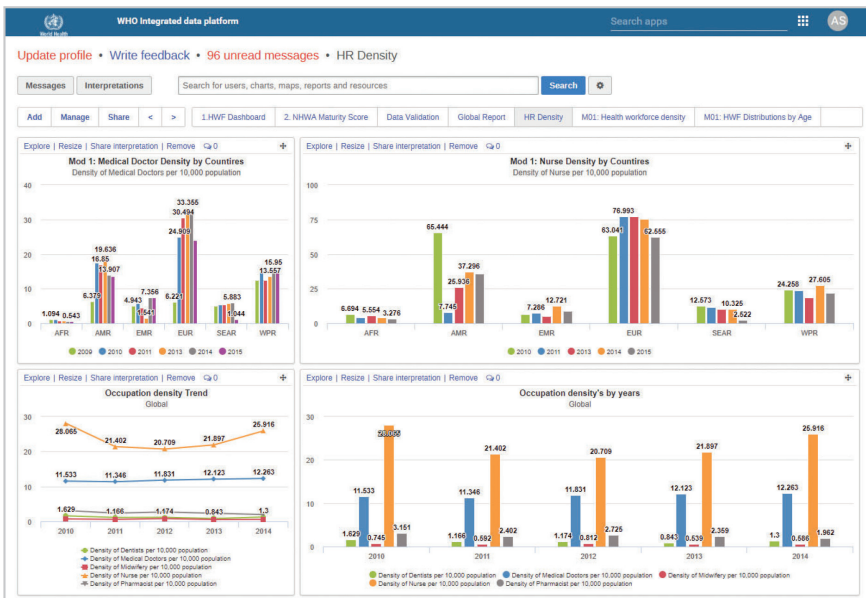 World Health
WHO Integrated data platform
Search apps
AS
Update profile • Write feedback • 96 unread messages • HR Density
Messages Interpretations Search for users, charts, maps, reports and resources Search
Add Manage Share < > 1.HWF Dashboard 2. NHWA Maturity Score Data Validation Global Report HR Density M01: Health workforce density M01: HWF Distributions by Age
Explore | Resize | Share interpretation | Remove 0
Mod 1: Medical Doctor Density by Countires
Density of Medical Doctors per 10,000 population
40
30
20
10
0
1.094 0.543
6.375 16.85 19.636 13.907
4.943 1.541 7.356
6.221 24.909 30.494 33.355
5.883 1.044
13.557 15.95
AFR AMR EMR EUR SEAR WPR
2009 2010 2011 2013 2014 2015
Explore | Resize | Share interpretation | Remove 0
Mod 1: Nurse Density by Countires
Density of Nurse per 10,000 population
100
75
50
25
0
6.694 5.554 3.276
65.444 7.745 26.936 37.296
7.286 12.721
63.041 76.993 62.555
12.573 10.325 2.522
24.258 27.605
AFR AMR EMR EUR SEAR WPR
2010 2011 2013 2014 2015
Explore | Resize | Share interpretation | Remove 0
Occupation density Trend
Global
30
20
10
0
28.065 21.402 20.709 21.897 25.916
11.533 11.346 11.831 12.123 12.263
1.629 1.166 1.174 0.843 1.3
2010 2011 2012 2013 2014
Density of Dentists per 10,000 population
Density of Medical Doctors per 10,000 population
Density of Midwifery per 10,000 population
Density of Nurse per 10,000 population
Density of Pharmacist per 10,000 population
Explore | Resize | Share interpretation | Remove 0
Occupation density's by years
Global
30
20
10
0
1.629 11.533 0.745 28.065 3.151
1.166 11.346 0.592 21.402 2.402
1.174 11.831 0.812 20.709 2.725
0.843 12.123 0.539 21.897 2.359
1.3 12.263 0.586 25.916 1.962
2010 2011 2012 2013 2014
Density of Dentists per 10,000 population Density of Medical Doctors per 10,000 population Density of Midwifery per 10,000 population
Density of Nurse per 10,000 population Density of Pharmacist per 10,000 population